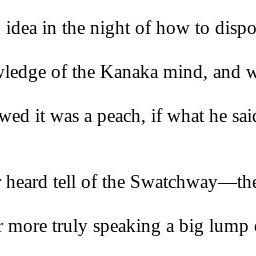 idea in the night of how to dispo
wledge of the Kanaka mind, and w
wed it was a peach, if what he said
heard tell of the Swatchway—the
more truly speaking a big lump